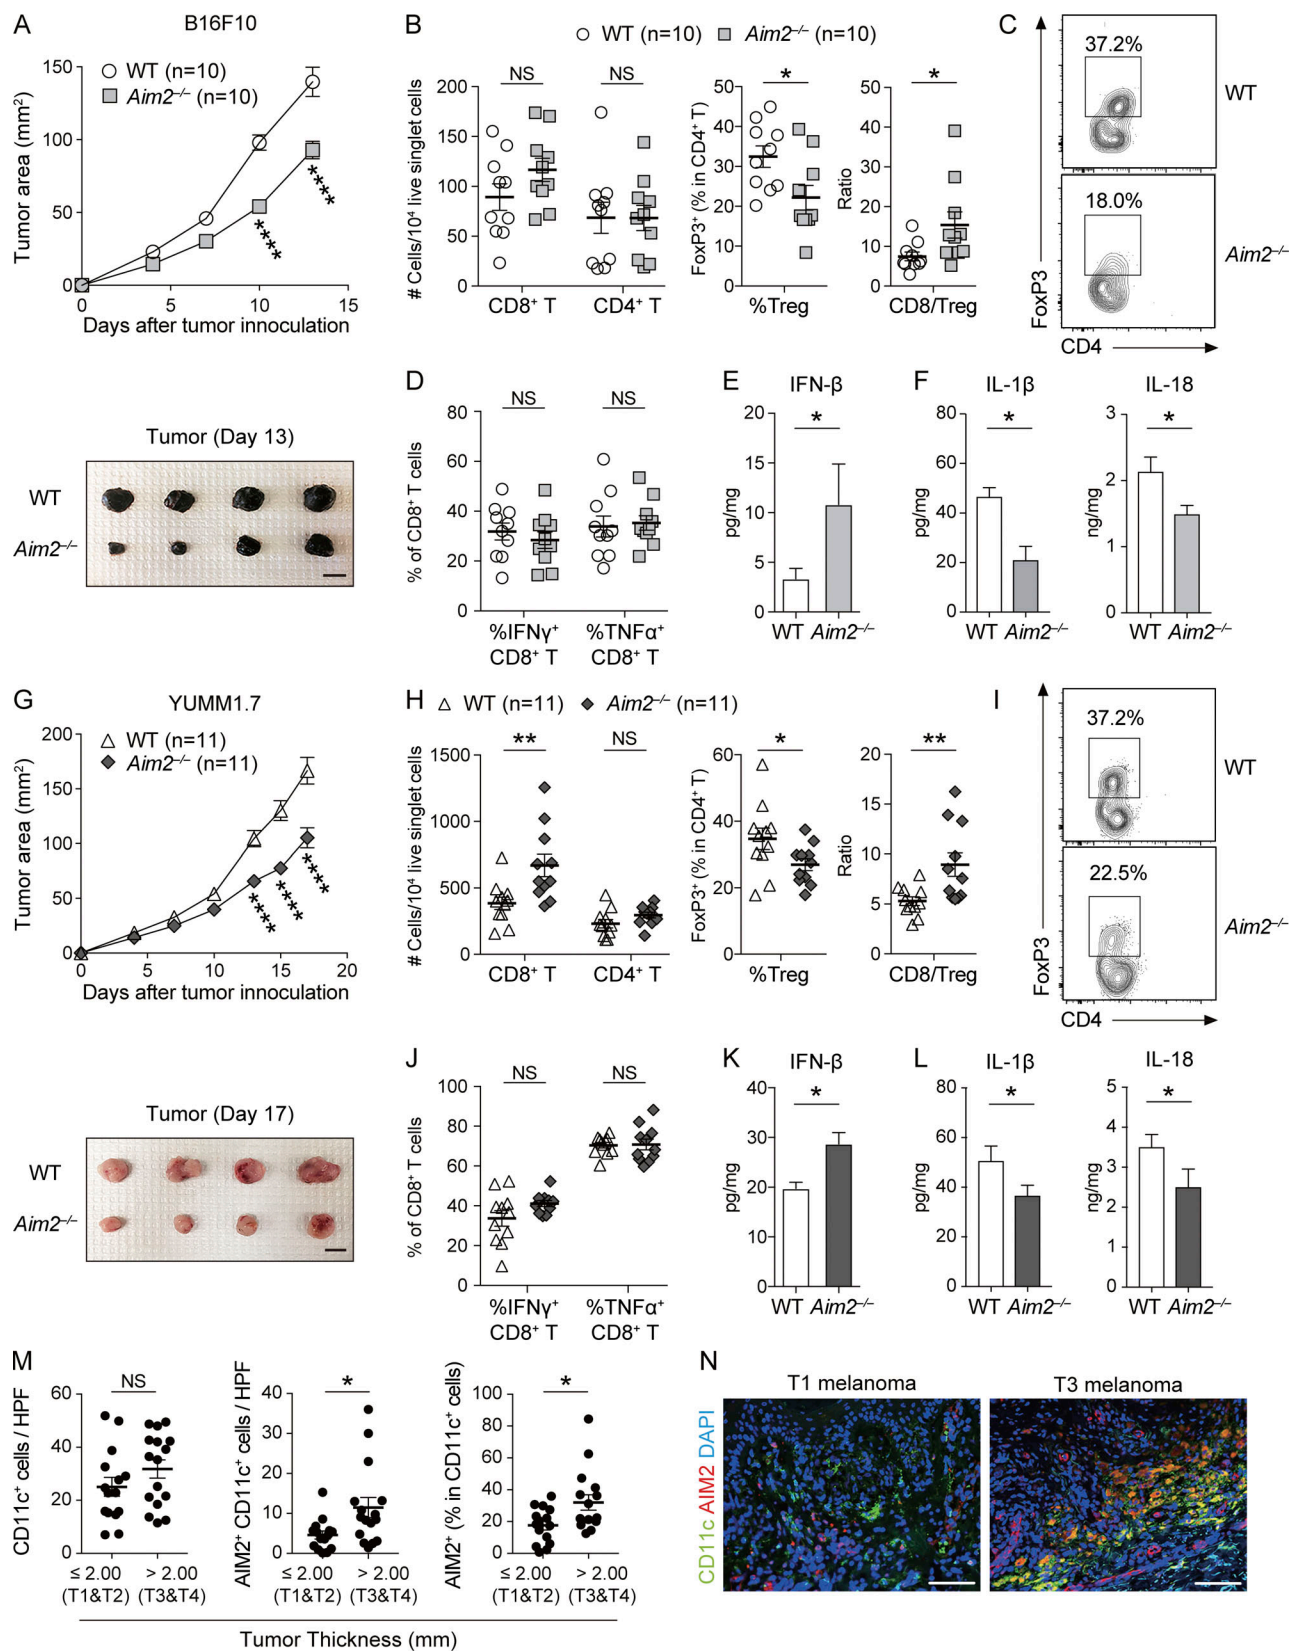 A
B16F10
150
100
50
0
0
5
10
15
Tumor area (mm²)
WT (n=10)
Aim2⁻/⁻ (n=10)
****
****
Days after tumor innoculation
Tumor (Day 13)
WT
Aim2⁻/⁻
B
WT (n=10)
Aim2⁻/⁻ (n=10)
# Cells/10⁴ live singlet cells
200
150
100
50
0
NS
NS
CD8⁺ T
CD4⁺ T
FoxP3⁺ (% in CD4⁺ T)
50
40
30
20
10
0
*
%Treg
Ratio
50
40
30
20
10
0
*
CD8/Treg
C
37.2%
WT
18.0%
Aim2⁻/⁻
FoxP3
CD4
D
% of CD8⁺ T cells
80
60
40
20
0
NS
NS
%IFNγ⁺
CD8⁺ T
%TNFα⁺
CD8⁺ T
E
IFN-β
pg/mg
20
15
10
5
0
*
WT Aim2⁻/⁻
F
IL-1β
pg/mg
80
60
40
20
0
*
WT Aim2⁻/⁻
IL-18
ng/mg
3
2
1
0
*
WT Aim2⁻/⁻
G
YUMM1.7
Tumor area (mm²)
200
150
100
50
0
0
5
10
15
20
WT (n=11)
Aim2⁻/⁻ (n=11)
****
****
****
Days after tumor innoculation
Tumor (Day 17)
WT
Aim2⁻/⁻
H
WT (n=11)
Aim2⁻/⁻ (n=11)
# Cells/10⁴ live singlet cells
1500
1000
500
0
**
NS
CD8⁺ T
CD4⁺ T
FoxP3⁺ (% in CD4⁺ T)
60
40
20
0
*
%Treg
Ratio
20
15
10
5
0
**
CD8/Treg
I
37.2%
WT
22.5%
Aim2⁻/⁻
FoxP3
CD4
J
% of CD8⁺ T cells
100
80
60
40
20
0
NS
NS
%IFNγ⁺
CD8⁺ T
%TNFα⁺
CD8⁺ T
K
IFN-β
pg/mg
40
30
20
10
0
*
WT Aim2⁻/⁻
L
IL-1β
pg/mg
80
60
40
20
0
*
WT Aim2⁻/⁻
IL-18
ng/mg
5
4
3
2
1
0
*
WT Aim2⁻/⁻
M
CD11c⁺ cells / HPF
60
40
20
0
NS
≤ 2.00
(T1&T2)
> 2.00
(T3&T4)
AIM2⁺ CD11c⁺ cells / HPF
40
30
20
10
0
*
≤ 2.00
(T1&T2)
> 2.00
(T3&T4)
AIM2⁺ (% in CD11c⁺ cells)
100
80
60
40
20
0
*
≤ 2.00
(T1&T2)
> 2.00
(T3&T4)
Tumor Thickness (mm)
N
T1 melanoma
T3 melanoma
CD11c AIM2 DAPI